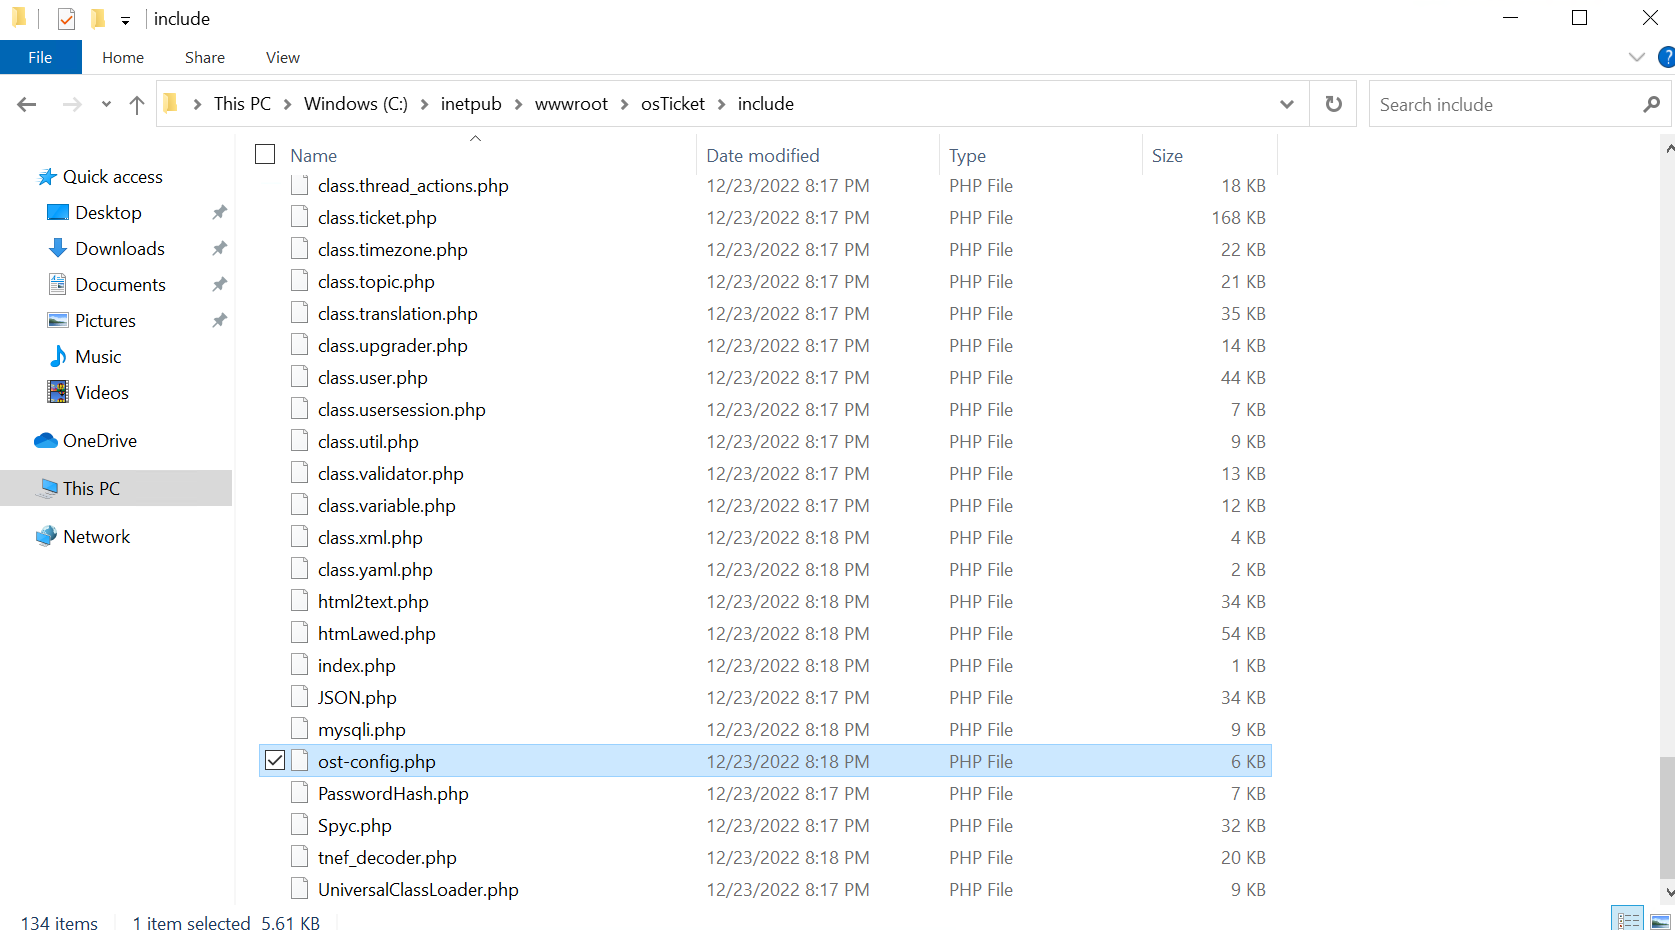 include
File Home Share View
?
This PC Windows (C:) inetpub wwwroot osTicket include
Search include
Name Date modified Type Size
Quick access
Desktop
Downloads
Documents
Pictures
Music
Videos
OneDrive
This PC
Network
class.thread_actions.php 12/23/2022 8:17 PM PHP File 18 KB
class.ticket.php 12/23/2022 8:17 PM PHP File 168 KB
class.timezone.php 12/23/2022 8:17 PM PHP File 22 KB
class.topic.php 12/23/2022 8:17 PM PHP File 21 KB
class.translation.php 12/23/2022 8:17 PM PHP File 35 KB
class.upgrader.php 12/23/2022 8:17 PM PHP File 14 KB
class.user.php 12/23/2022 8:17 PM PHP File 44 KB
class.usersession.php 12/23/2022 8:17 PM PHP File 7 KB
class.util.php 12/23/2022 8:17 PM PHP File 9 KB
class.validator.php 12/23/2022 8:17 PM PHP File 13 KB
class.variable.php 12/23/2022 8:17 PM PHP File 12 KB
class.xml.php 12/23/2022 8:18 PM PHP File 4 KB
class.yaml.php 12/23/2022 8:18 PM PHP File 2 KB
html2text.php 12/23/2022 8:18 PM PHP File 34 KB
htmLawed.php 12/23/2022 8:18 PM PHP File 54 KB
index.php 12/23/2022 8:18 PM PHP File 1 KB
JSON.php 12/23/2022 8:17 PM PHP File 34 KB
mysqli.php 12/23/2022 8:18 PM PHP File 9 KB
ost-config.php 12/23/2022 8:18 PM PHP File 6 KB
PasswordHash.php 12/23/2022 8:17 PM PHP File 7 KB
Spyc.php 12/23/2022 8:17 PM PHP File 32 KB
tnef_decoder.php 12/23/2022 8:18 PM PHP File 20 KB
UniversalClassLoader.php 12/23/2022 8:17 PM PHP File 9 KB
134 items 1 item selected 5.61 KB